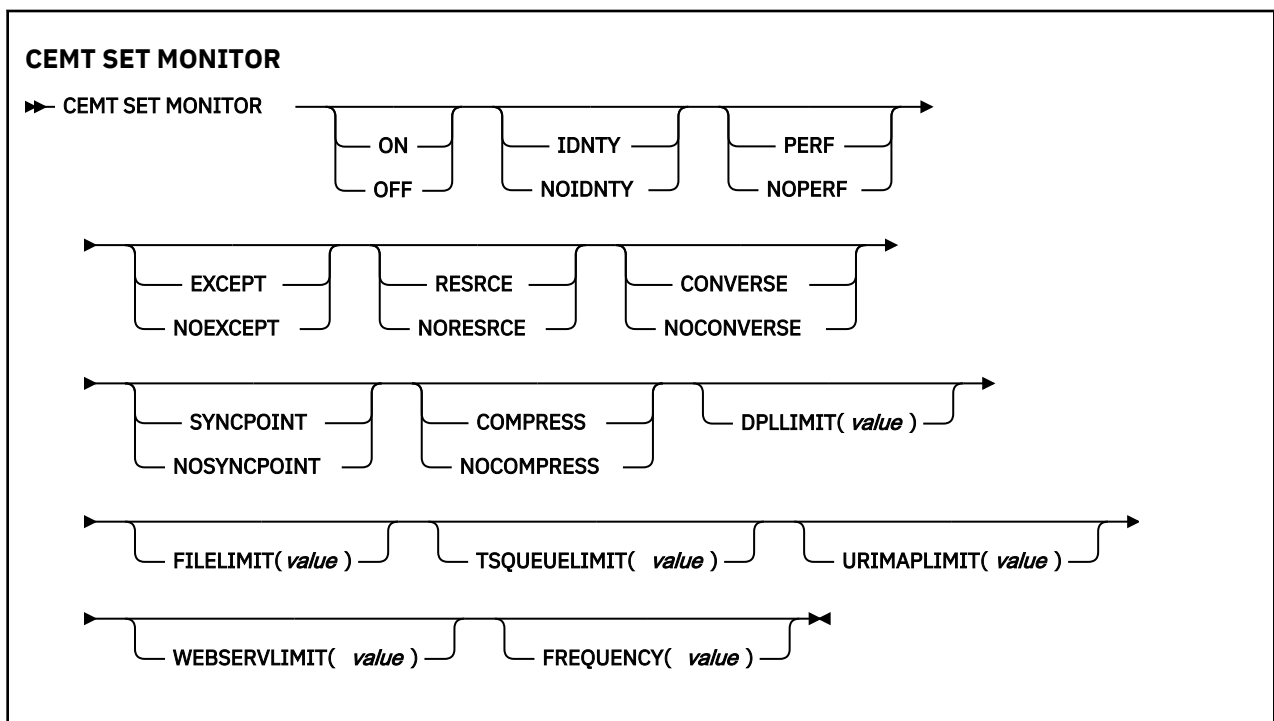 CEMT SET MONITOR
CEMT SET MONITOR
ON IDNTY PERF
OFF NOIDNTY NOPERF
EXCEPT RESRCE CONVERSE
NOEXCEPT NORESRCE NOCONVERSE
SYNCPOINT COMPRESS DPLLIMIT( value )
NOSYNCPOINT NOCOMPRESS
FILELIMIT( value ) TSQUEUELIMIT( value ) URIMAPLIMIT( value )
WEBSERVLIMIT( value ) FREQUENCY( value )